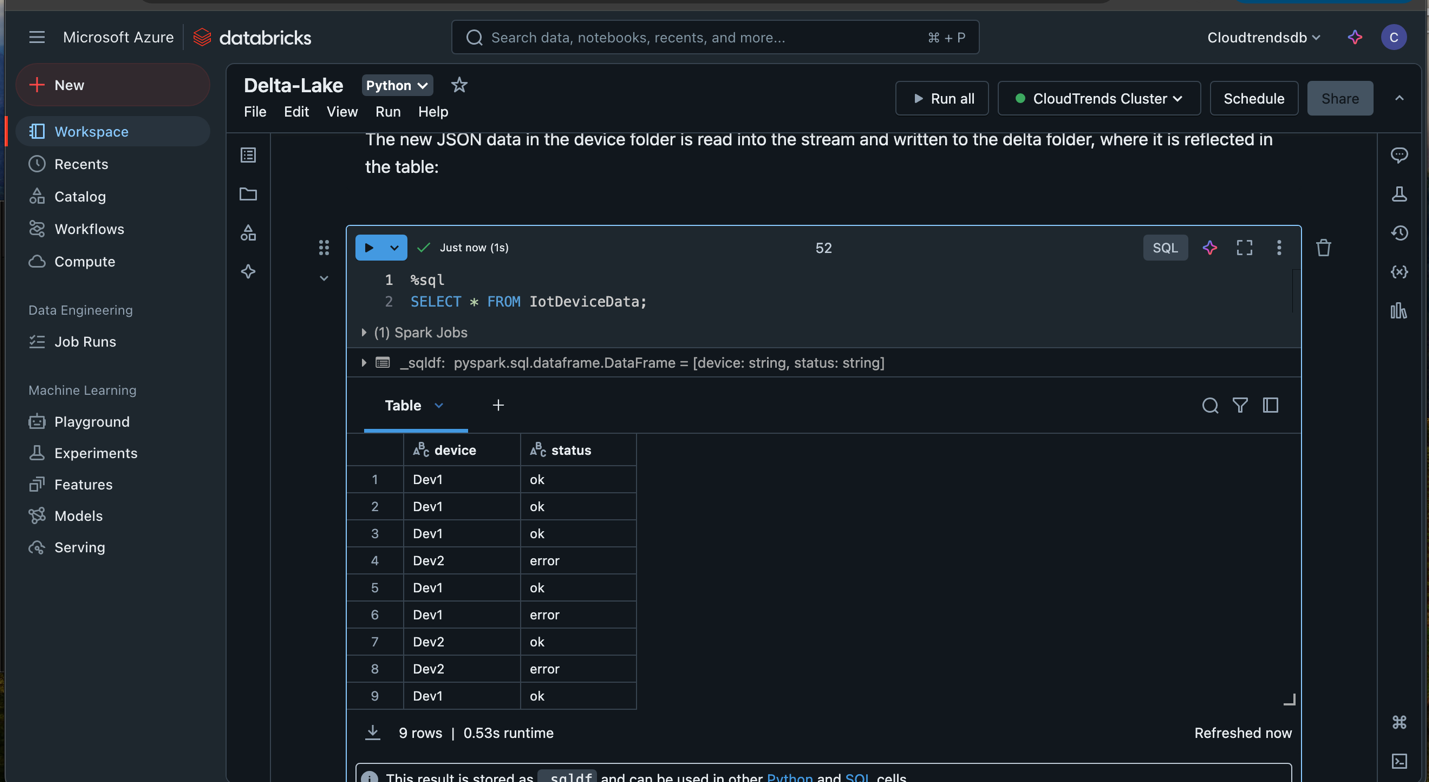 Microsoft Azure databricks Search data, notebooks, recents, and more... ⌘ + P Cloudtrendsdb C
New
Workspace
Recents
Catalog
Workflows
Compute
Data Engineering
Job Runs
Machine Learning
Playground
Experiments
Features
Models
Serving
Delta-Lake Python
File Edit View Run Help
Run all CloudTrends Cluster Schedule Share
The new JSON data in the device folder is read into the stream and written to the delta folder, where it is reflected in
the table:
Just now (1s) 52 SQL
1 %sql
2 SELECT * FROM IotDeviceData;
(1) Spark Jobs
_sqldf: pyspark.sql.dataframe.DataFrame = [device: string, status: string]
Table +
ABC device ABC status
1 Dev1 ok
2 Dev1 ok
3 Dev1 ok
4 Dev2 error
5 Dev1 ok
6 Dev1 error
7 Dev2 ok
8 Dev2 error
9 Dev1 ok
9 rows | 0.53s runtime Refreshed now
This result is stored as _sqldf and can be used in other Python and SQL cells.